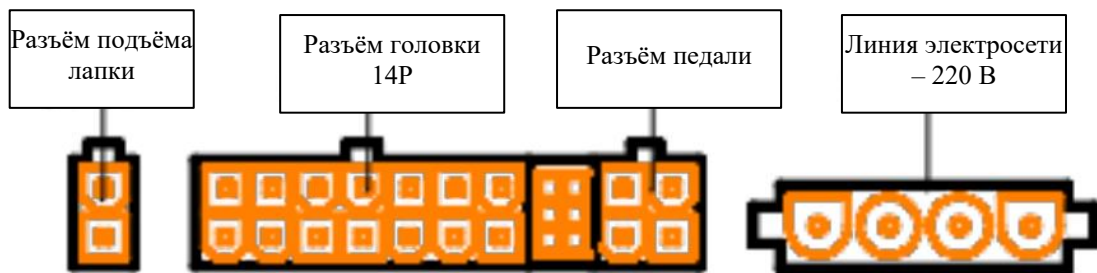 Разъём подъёма
лапки
Разъём головки
14P
Разъём педали
Линия электросети
– 220 В